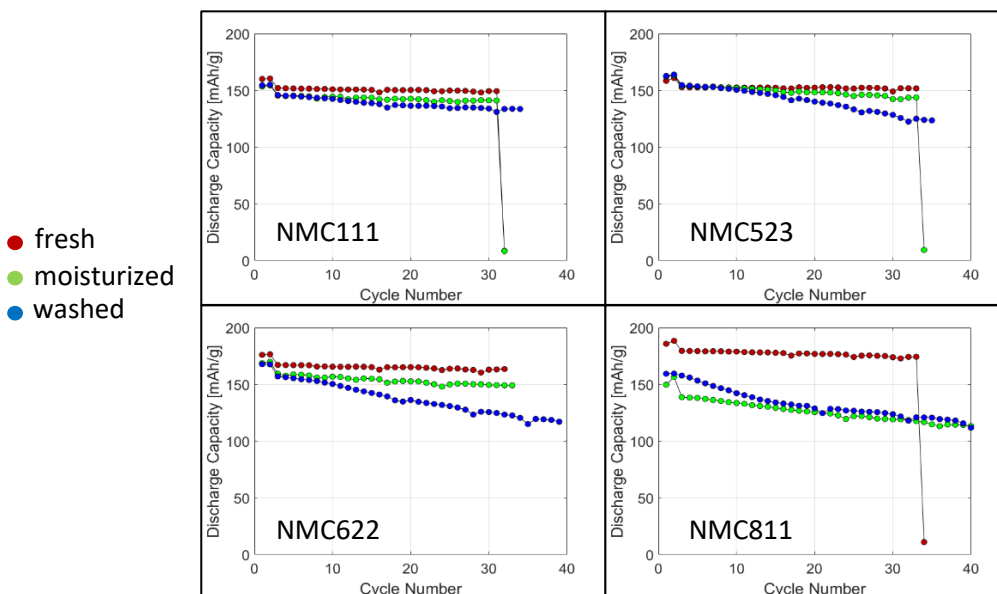 fresh
moisturized
washed
Discharge Capacity [mAh/g]
200
150
100
50
0
NMC111
0 10 20 30 40
Cycle Number
Discharge Capacity [mAh/g]
200
150
100
50
0
NMC523
0 10 20 30 40
Cycle Number
Discharge Capacity [mAh/g]
200
150
100
50
0
NMC622
0 10 20 30 40
Cycle Number
Discharge Capacity [mAh/g]
200
150
100
50
0
NMC811
0 10 20 30 40
Cycle Number